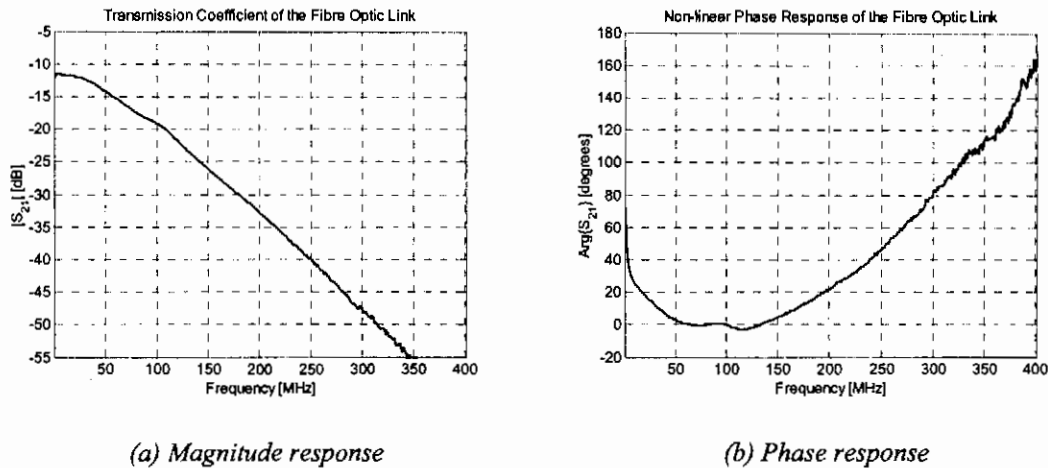 Transmission Coefficient of the Fibre Optic Link
-5
-10
-15
-20
-25
-30
-35
-40
-45
-50
-55
|S21| [dB]
50 100 150 200 250 300 350 400
Frequency [MHz]
(a) Magnitude response
Non-linear Phase Response of the Fibre Optic Link
180
160
140
120
100
80
60
40
20
0
-20
Arg(S21) [degrees]
50 100 150 200 250 300 350 400
Frequency [MHz]
(b) Phase response